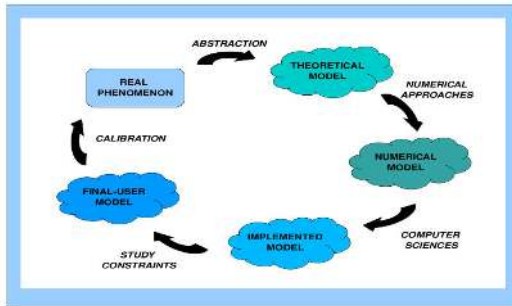 ABSTRACTION
THEORETICAL
MODEL
REAL
PHENOMENON
NUMERICAL
APPROACHES
CALIBRATION
NUMERICAL
MODEL
FINAL-USER
MODEL
IMPLEMENTED
MODEL
COMPUTER
SCIENCES
STUDY
CONSTRAINTS